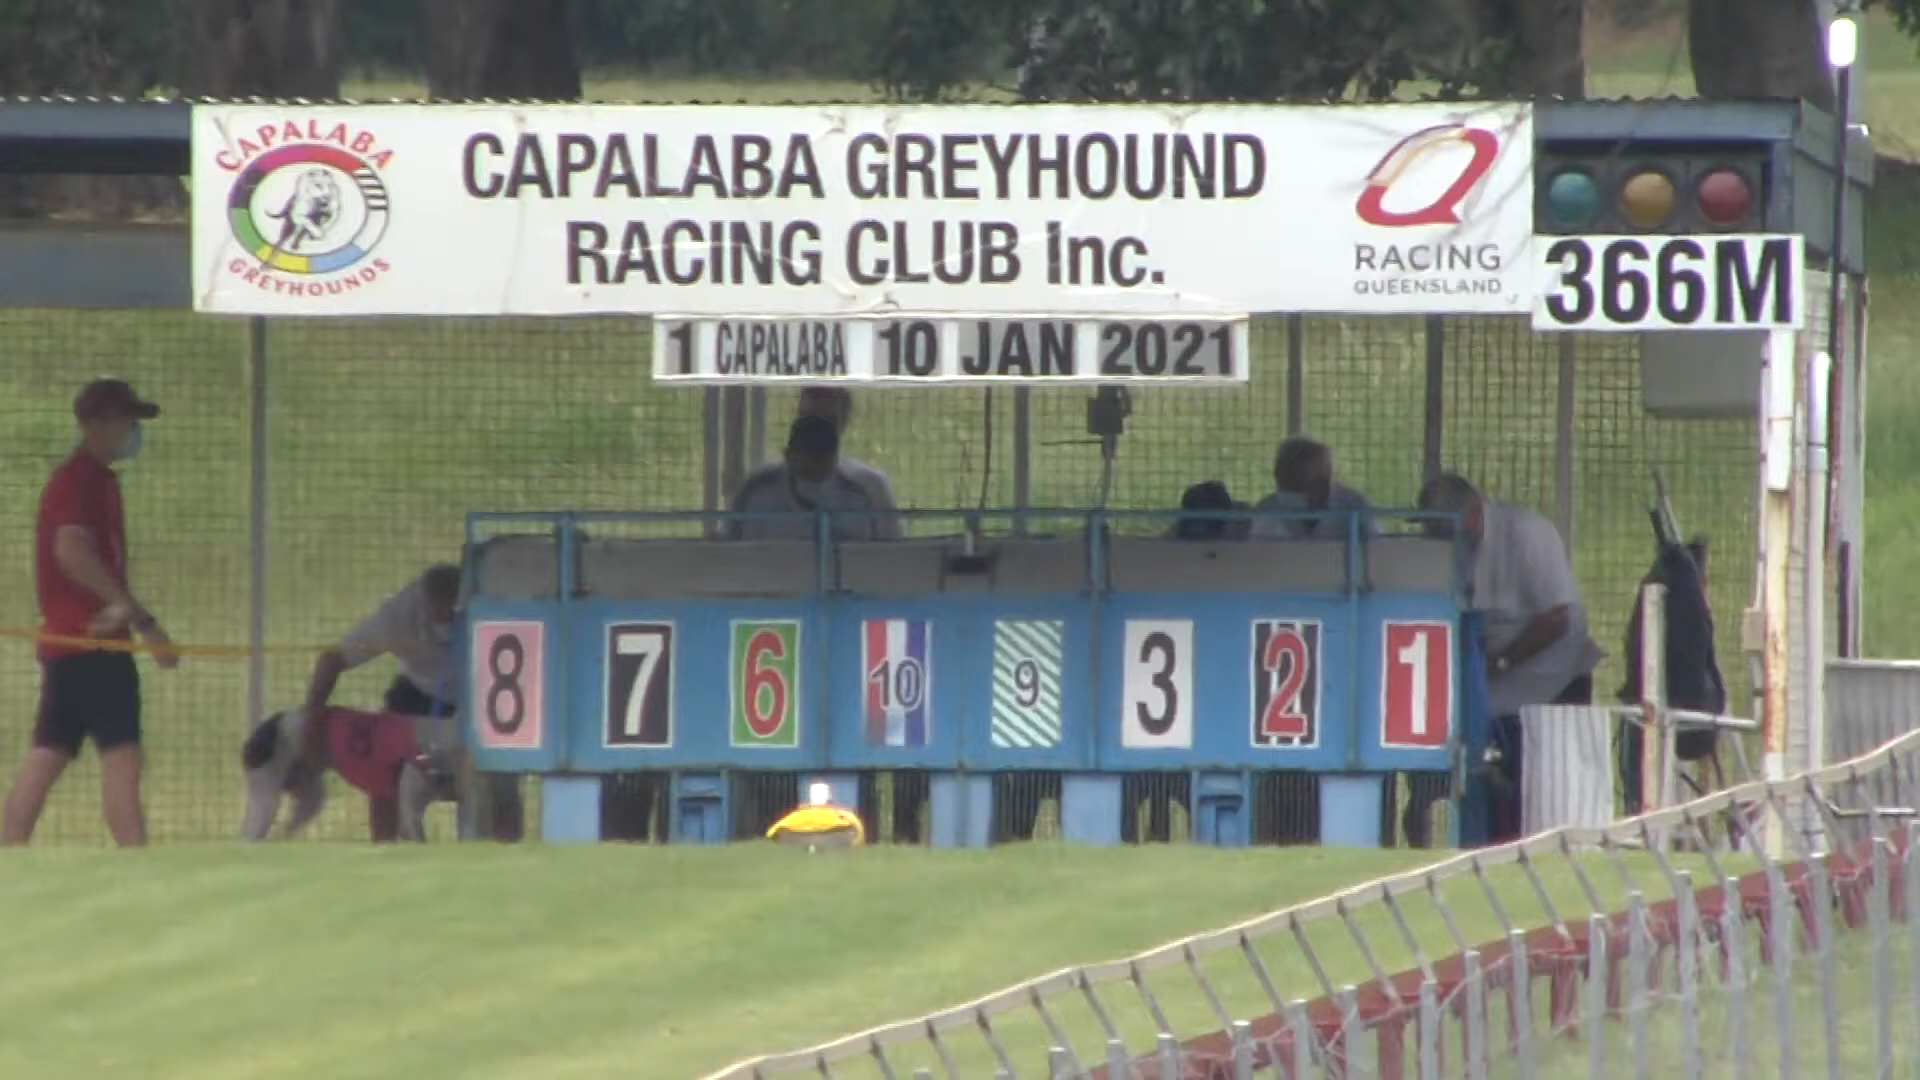 CAPALABA
GREYHOUNDS
CAPALABA GREYHOUND
RACING CLUB Inc.
RACING
QUEENSLAND
366M
1 CAPALABA 10 JAN 2021
8 7 6 10 9 3 2 1